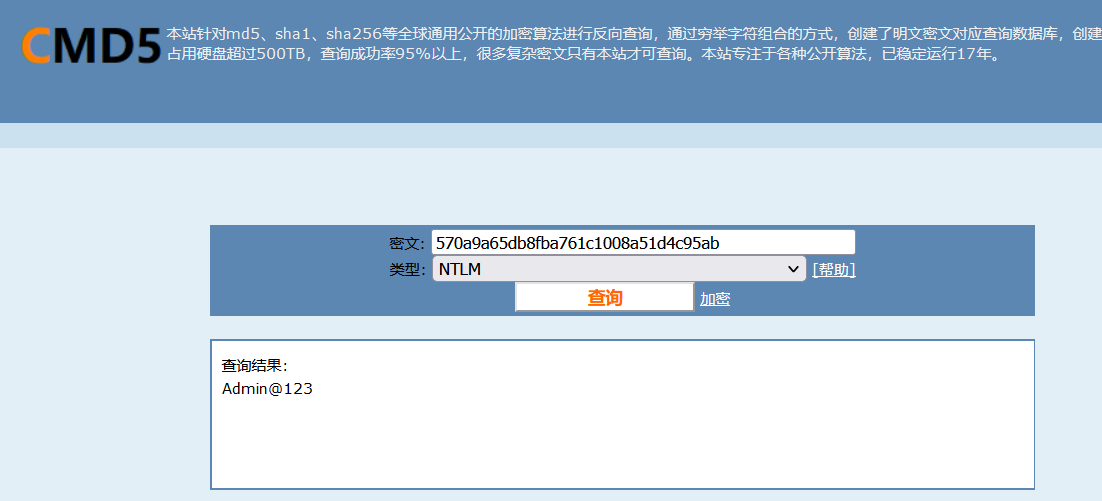 CMD5
本站针对md5、sha1、sha256等全球通用公开的加密算法进行反向查询，通过穷举字符组合的方式，创建了明文密文对应查询数据库，创建
占用硬盘超过500TB，查询成功率95%以上，很多复杂密文只有本站才可查询。本站专注于各种公开算法，已稳定运行17年。
密文: 570a9a65db8fba761c1008a51d4c95ab
类型: NTLM [帮助]
查询 加密
查询结果:
Admin@123